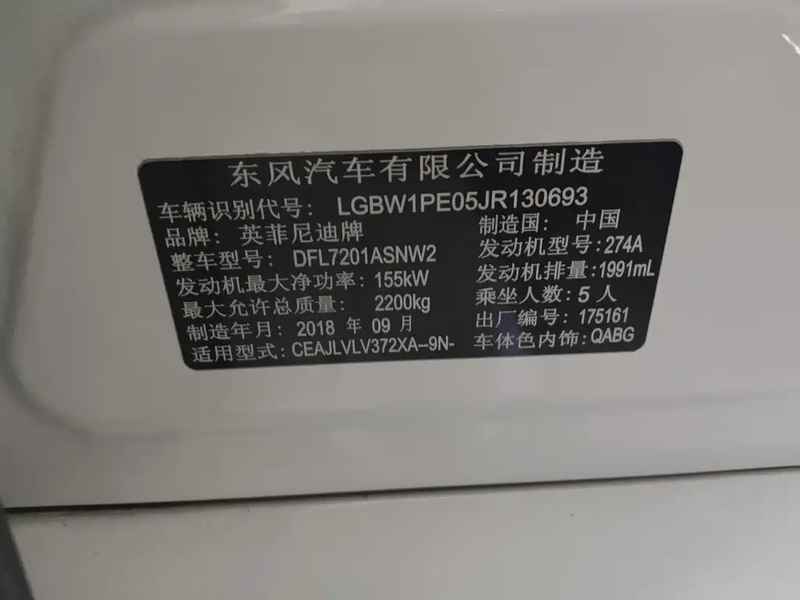 东风汽车有限公司制造
车辆识别代号： LGBW1PE05JR130693
品牌： 英菲尼迪牌 制造国： 中国
整车型号： DFL7201ASNW2 发动机型号：274A
发动机最大净功率： 155kW 发动机排量：1991mL
最大允许总质量： 2200kg 乘坐人数：5 人
制造年月：2018 年 09 月 出厂编号：175161
适用型式：CEAJLVLV372XA--9N- 车体色内饰：QABG